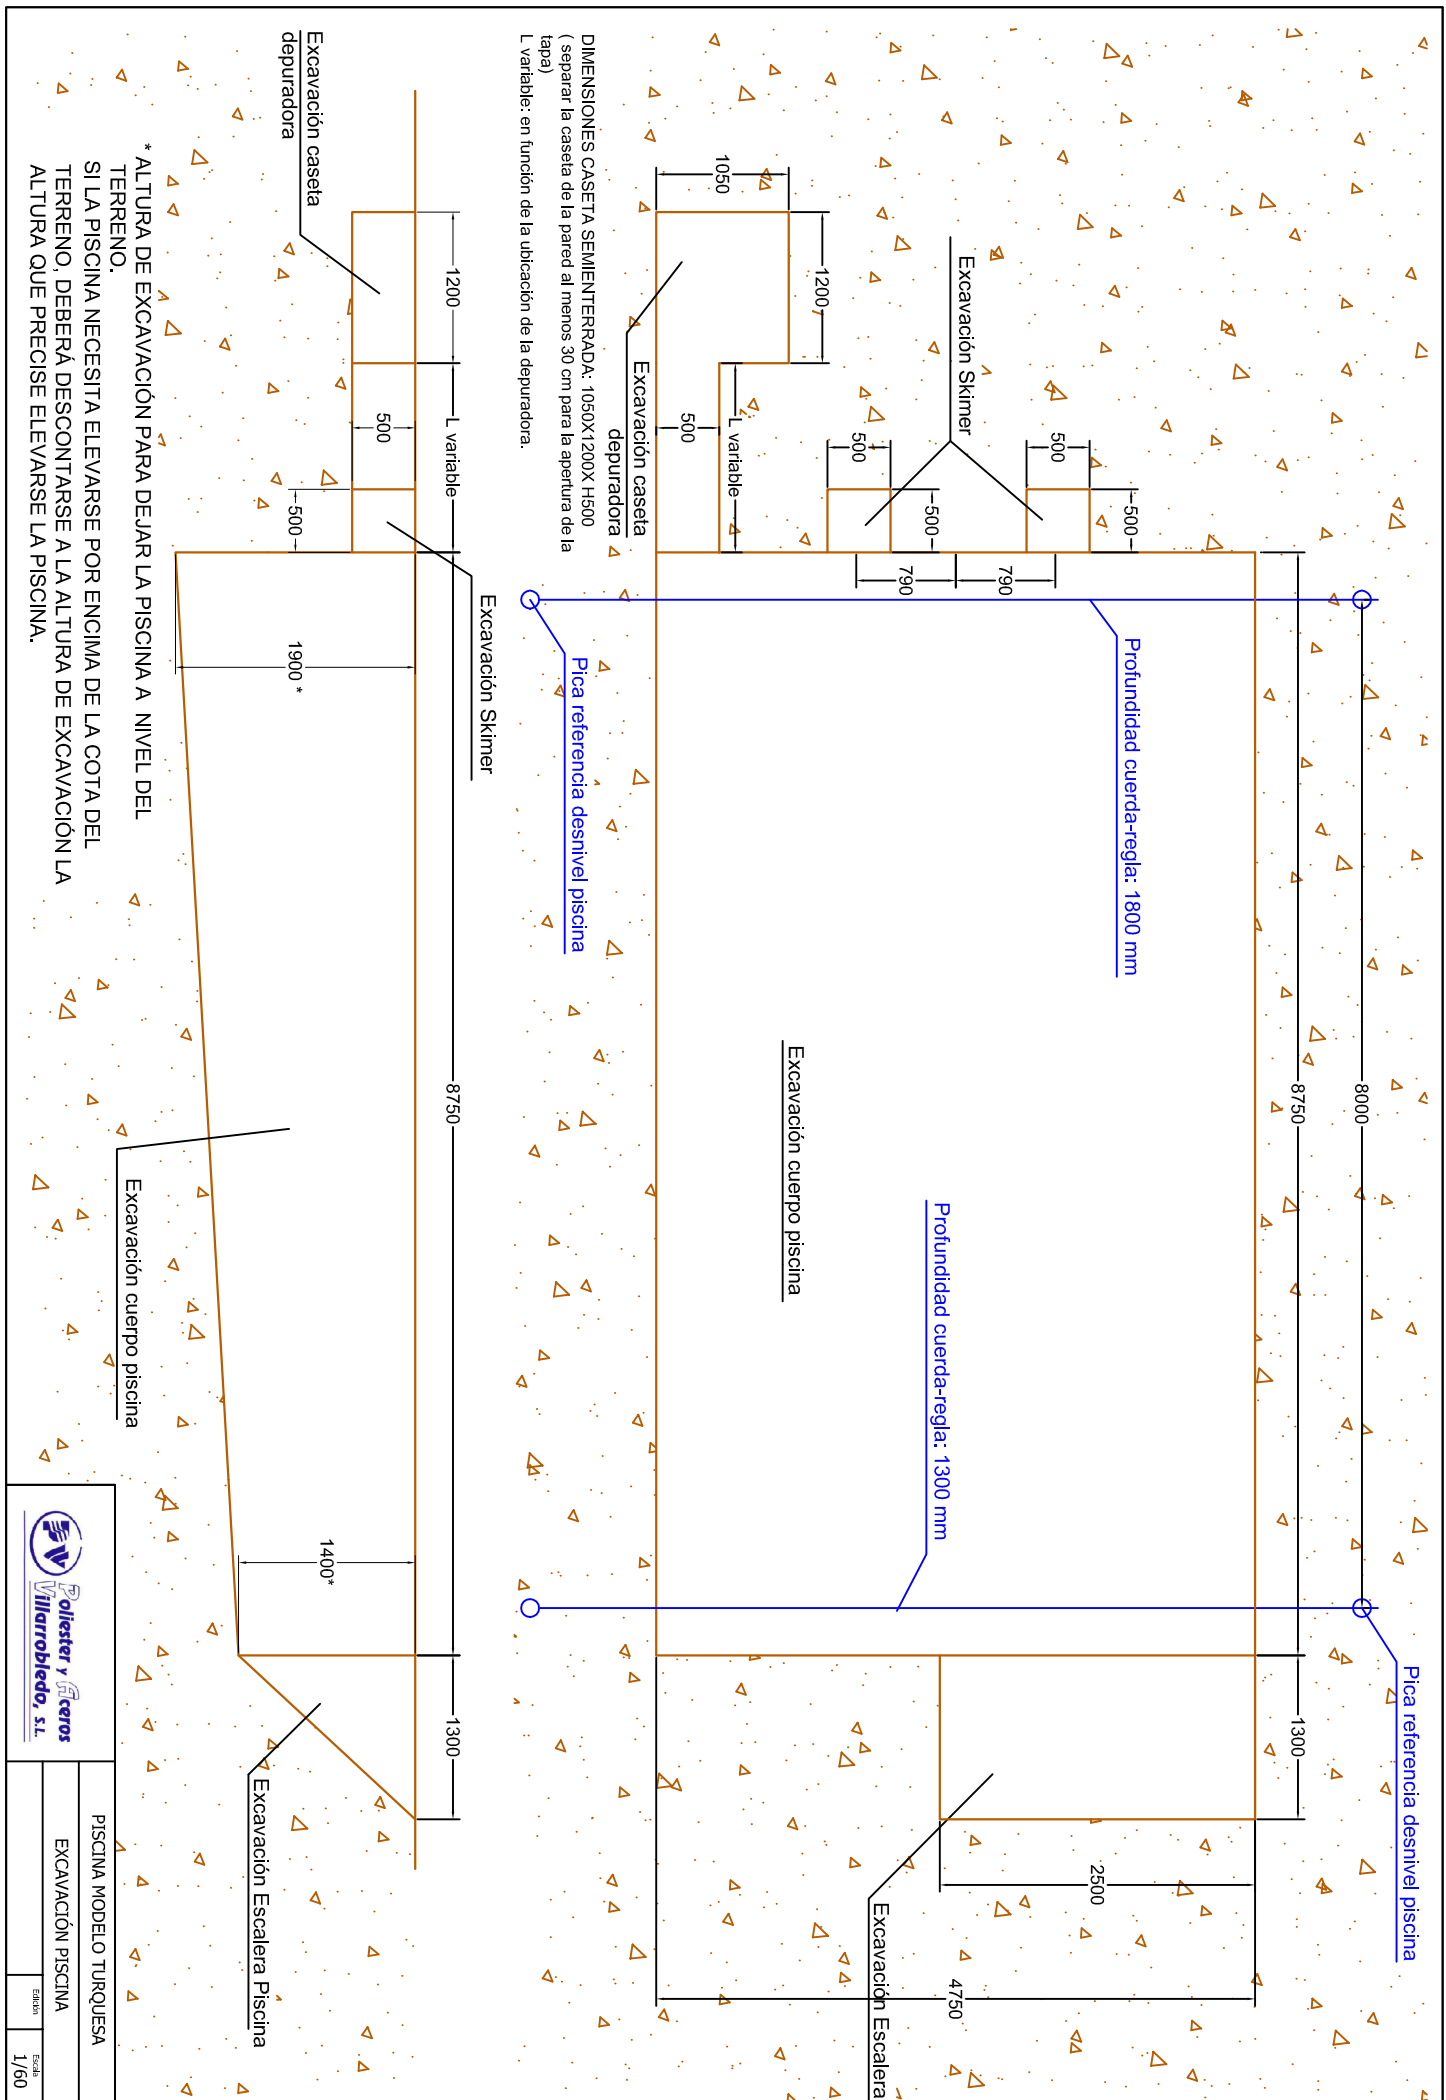 Pica referencia desnivel piscina
8000
8750
1300
Profundidad cuerda-regla: 1800 mm
500
500
790
790
500
500
Excavación Skimer
Profundidad cuerda-regla: 1300 mm
2500
4750
Excavación Escalera
1200
1050
L variable
500
Excavación cuerpo piscina
Excavación caseta
depuradora
DIMENSIONES CASETA SEMIENTERRADA: 1050X1200X H500
( separar la caseta de la pared al menos 30 cm para la apertura de la
tapa)
L variable: en función de la ubicación de la depuradora.
Pica referencia desnivel piscina
Excavación Skimer
1200
L variable
8750
1300
500
500
1900 *
1400*
Excavación caseta
depuradora
Excavación Escalera Piscina
Excavación cuerpo piscina
* ALTURA DE EXCAVACIÓN PARA DEJAR LA PISCINA A NIVEL DEL
TERRENO.
SI LA PISCINA NECESITA ELEVARSE POR ENCIMA DE LA COTA DEL
TERRENO, DEBERÁ DESCONTARSE A LA ALTURA DE EXCAVACIÓN LA
ALTURA QUE PRECISE ELEVARSE LA PISCINA.
Poliester y Aceros
Villarrobledo, S.L.
PISCINA MODELO TURQUESA
EXCAVACIÓN PISCINA
Edición
Escala
1/60